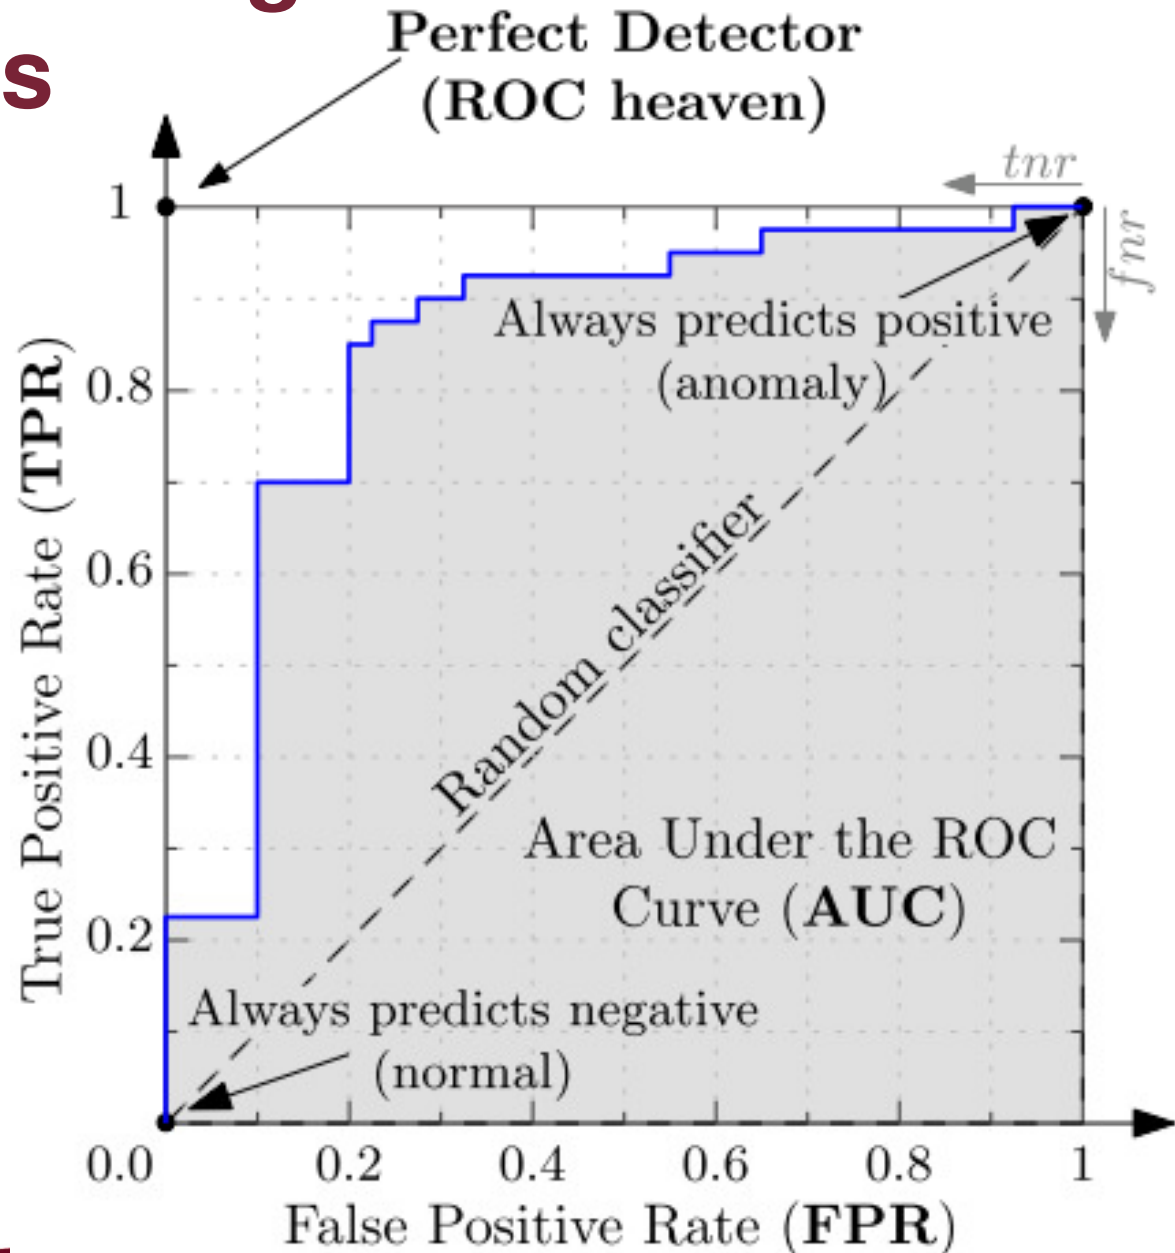 s
Perfect Detector
(ROC heaven)
tnr
fnr
1
0.8
0.6
0.4
0.2
0.0
True Positive Rate (TPR)
Always predicts positive
(anomaly)
Random classifier
Area Under the ROC
Curve (AUC)
Always predicts negative
(normal)
0.2 0.4 0.6 0.8 1
False Positive Rate (FPR)